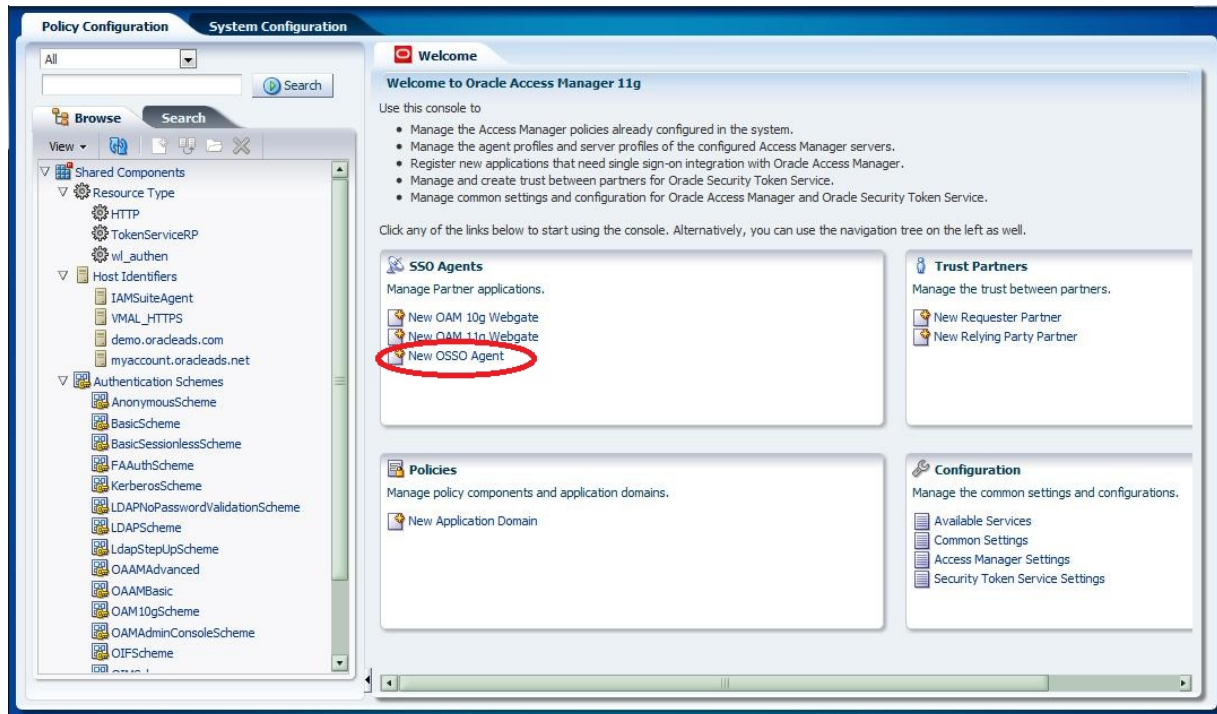 Policy Configuration
System Configuration
All
Search
Browse
Search
View
Shared Components
Resource Type
HTTP
TokenServiceRP
wl_authen
Host Identifiers
IAMSuiteAgent
VMAL_HTTPS
demo.oracleads.com
myaccount.oracleads.net
Authentication Schemes
AnonymousScheme
BasicScheme
BasicSessionlessScheme
FAAuthScheme
KerberosScheme
LDAPNoPasswordValidationScheme
LDAPScheme
LdapStepUpScheme
OAAMAdvanced
OAAMBasic
OAM10gScheme
OAMAdminConsoleScheme
OIFScheme
Welcome
Welcome to Oracle Access Manager 11g
Use this console to
• Manage the Access Manager policies already configured in the system.
• Manage the agent profiles and server profiles of the configured Access Manager servers.
• Register new applications that need single sign-on integration with Oracle Access Manager.
• Manage and create trust between partners for Oracle Security Token Service.
• Manage common settings and configuration for Oracle Access Manager and Oracle Security Token Service.
Click any of the links below to start using the console. Alternatively, you can use the navigation tree on the left as well.
SSO Agents
Manage Partner applications.
New OAM 10g Webgate
New OAM 11g Webgate
New OSSO Agent
Trust Partners
Manage the trust between partners.
New Requester Partner
New Relying Party Partner
Policies
Manage policy components and application domains.
New Application Domain
Configuration
Manage the common settings and configurations.
Available Services
Common Settings
Access Manager Settings
Security Token Service Settings